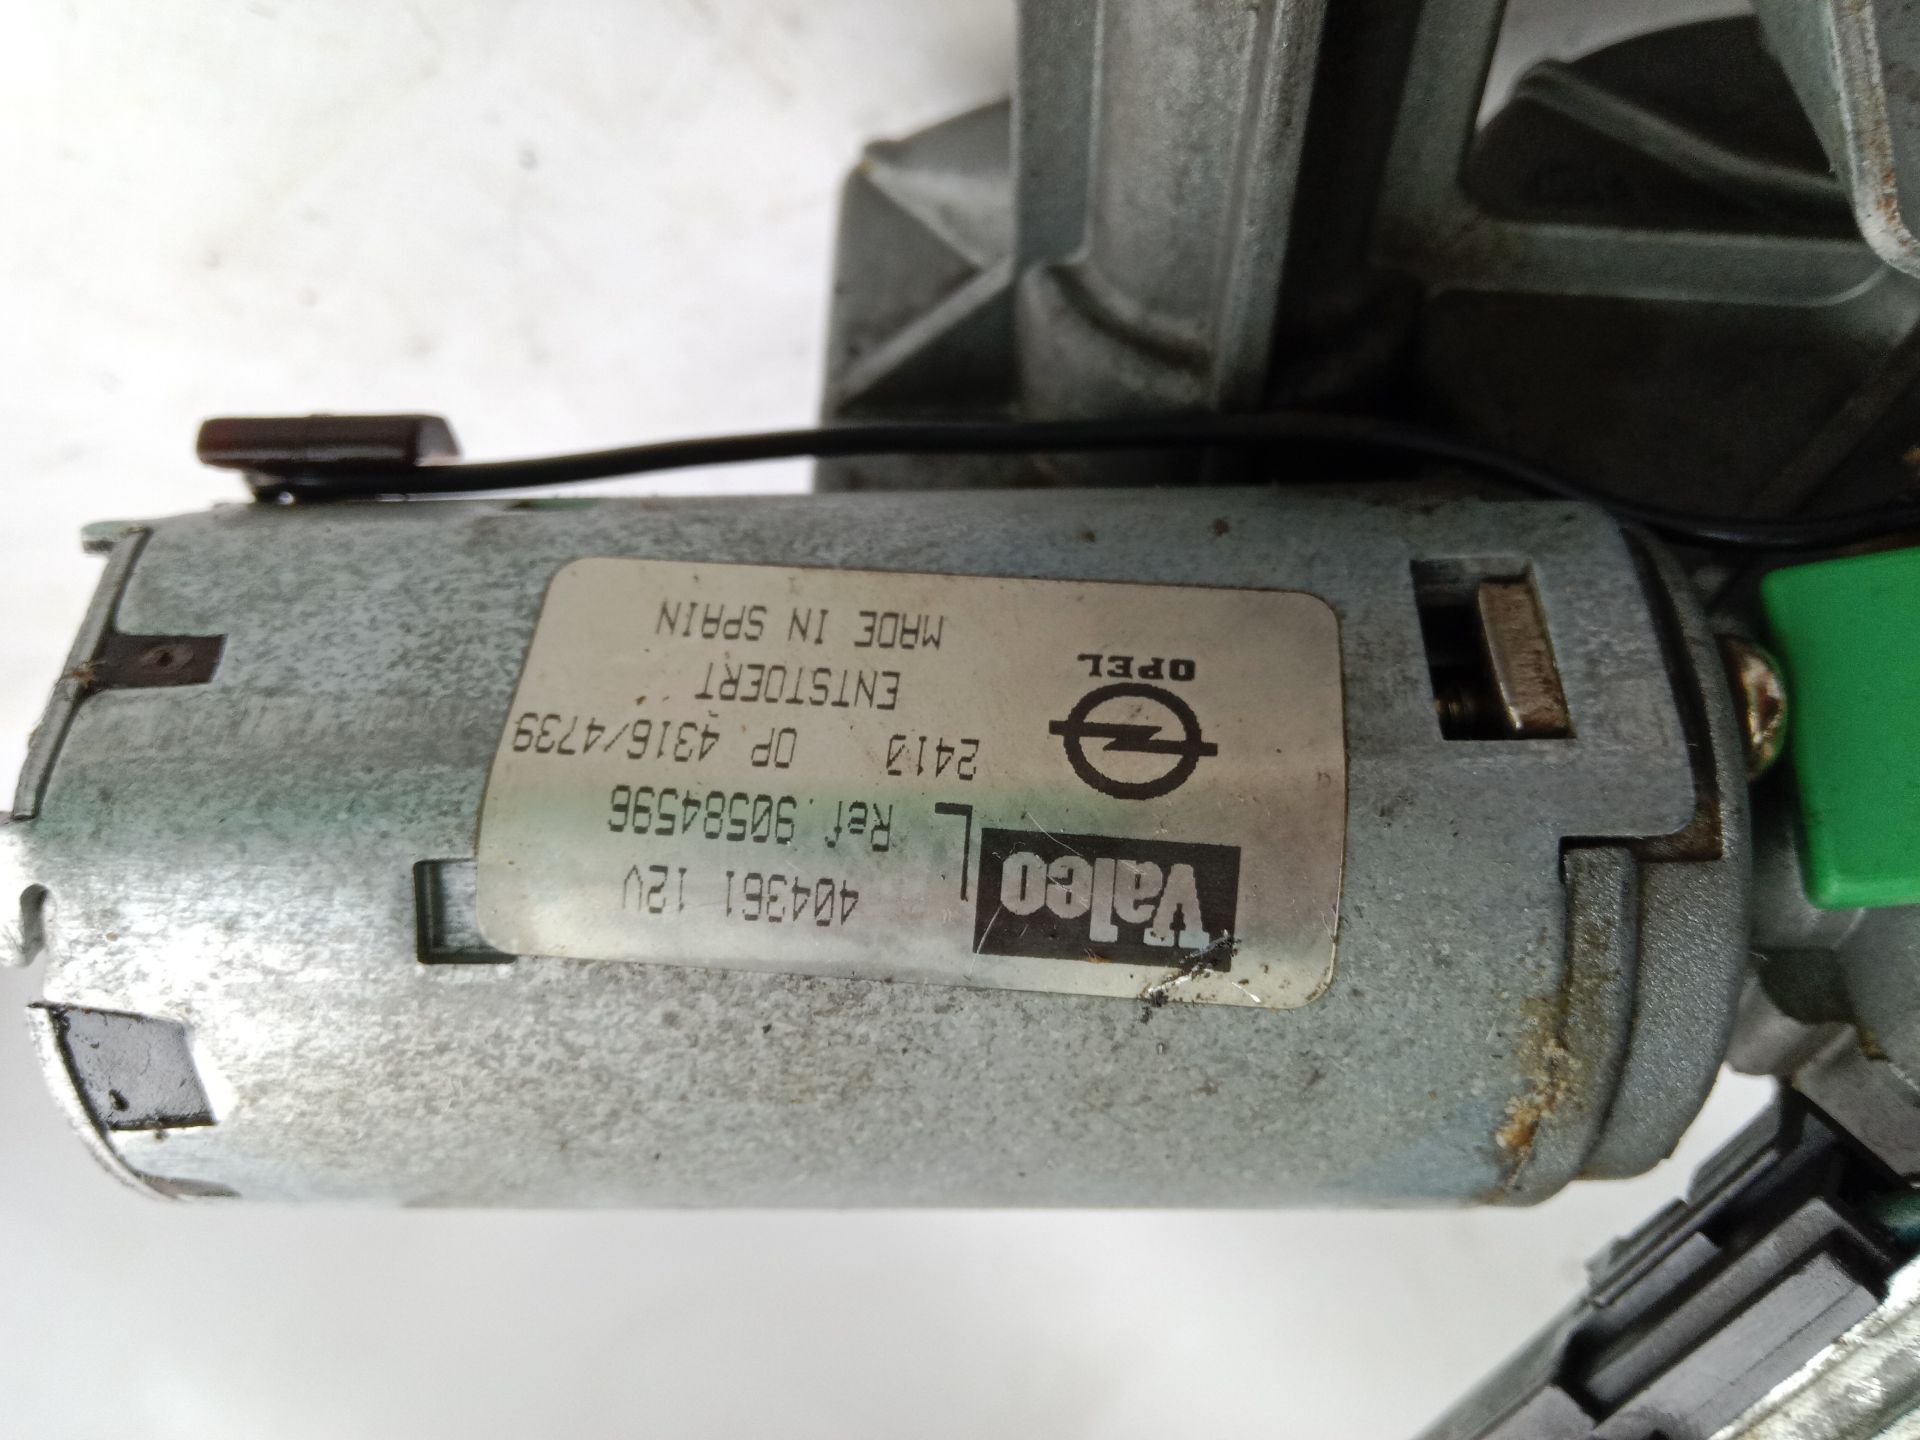 Valeo 404361 12V
Ref. 90584596
2410 OP 4316/4739
OPEL
ENTSTOERT
MADE IN SPAIN